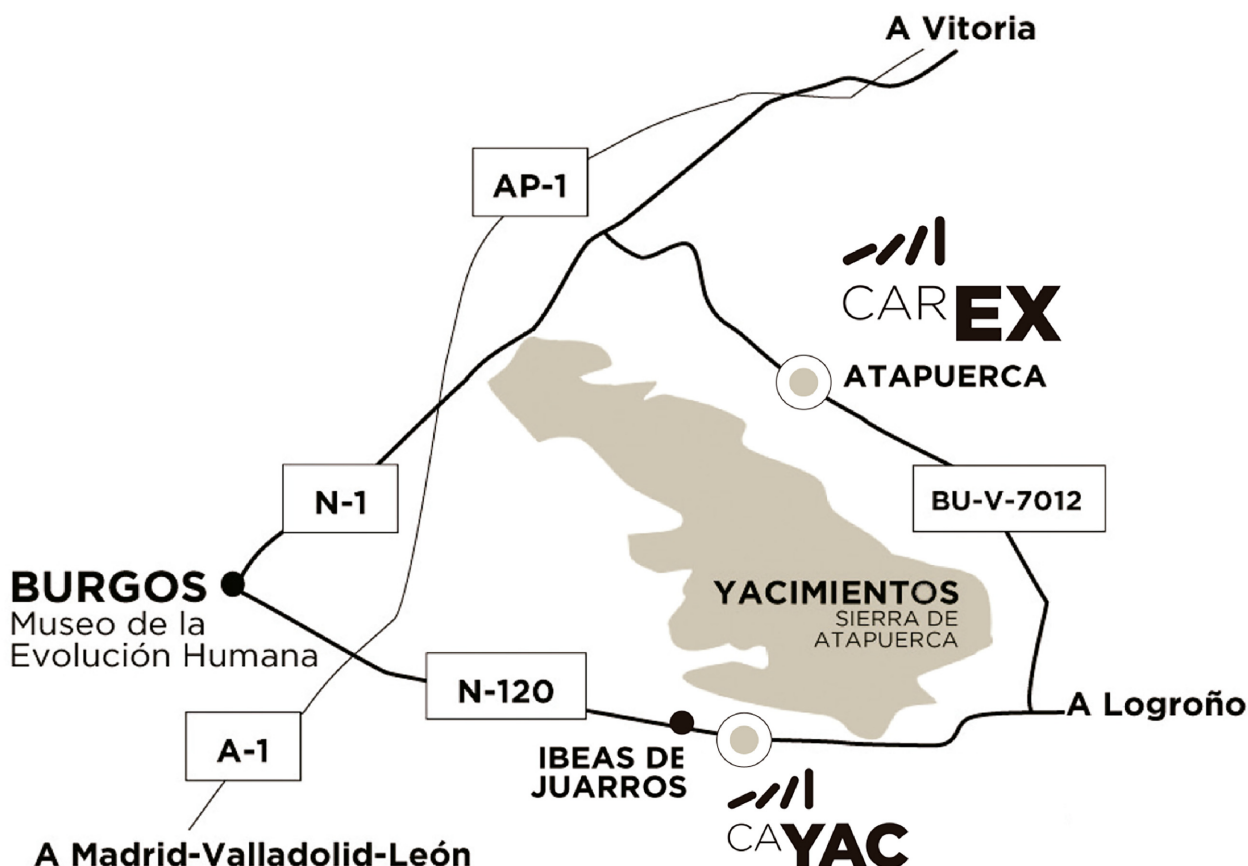 A Vitoria
AP-1
CAREX
ATAPUERCA
N-1
BU-V-7012
BURGOS
Museo de la
Evolución Humana
YACIMIENTOS
SIERRA DE
ATAPUERCA
N-120
A Logroño
A-1
IBEAS DE
JUARROS
CAYAC
A Madrid-Valladolid-León